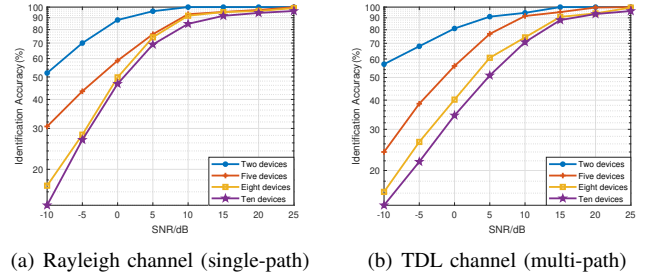 100
90
80
70
60
50
40
30
20
Identification Accuracy(%)
-10 -5 0 5 10 15 20 25
SNR/dB
Two devices
Five devices
Eight devices
Ten devices
(a) Rayleigh channel (single-path)
100
90
80
70
60
50
40
30
20
Identification Accuracy(%)
-10 -5 0 5 10 15 20 25
SNR/dB
Two devices
Five devices
Eight devices
Ten devices
(b) TDL channel (multi-path)